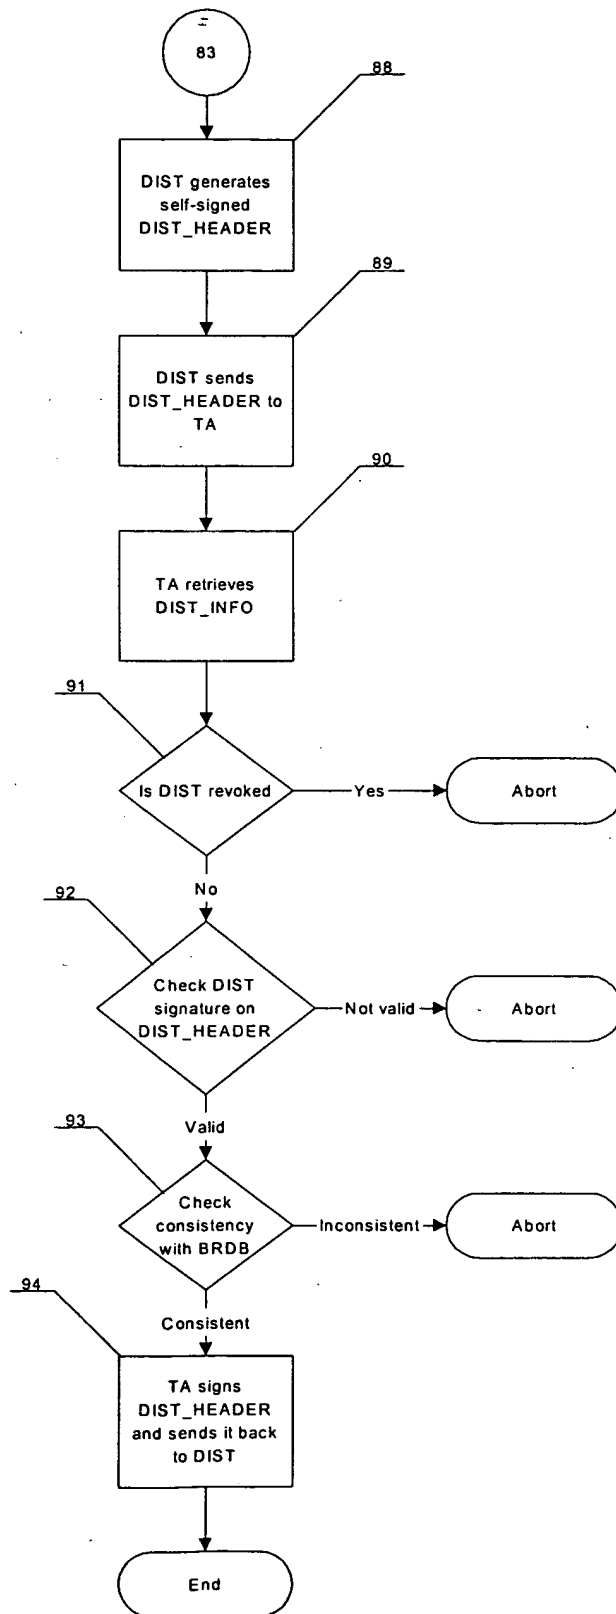 83
88
DIST generates
self-signed
DIST_HEADER
89
DIST sends
DIST_HEADER to
TA
90
TA retrieves
DIST_INFO
91
Is DIST revoked
Yes
Abort
No
92
Check DIST
signature on
DIST_HEADER
Not valid
Abort
Valid
93
Check
consistency
with BRDB
Inconsistent
Abort
94
Consistent
TA signs
DIST_HEADER
and sends it back
to DIST
End